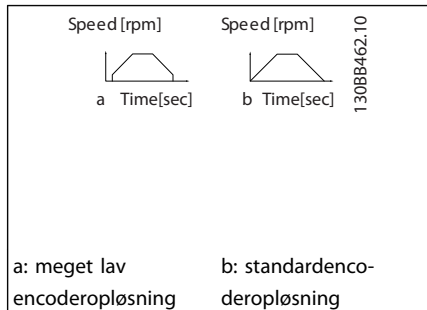 Speed [rpm]
Speed [rpm]
a Time[sec]
b Time[sec]
130BB462.10
a: meget lav
encoderopløsning
b: standardenco-
deropløsning